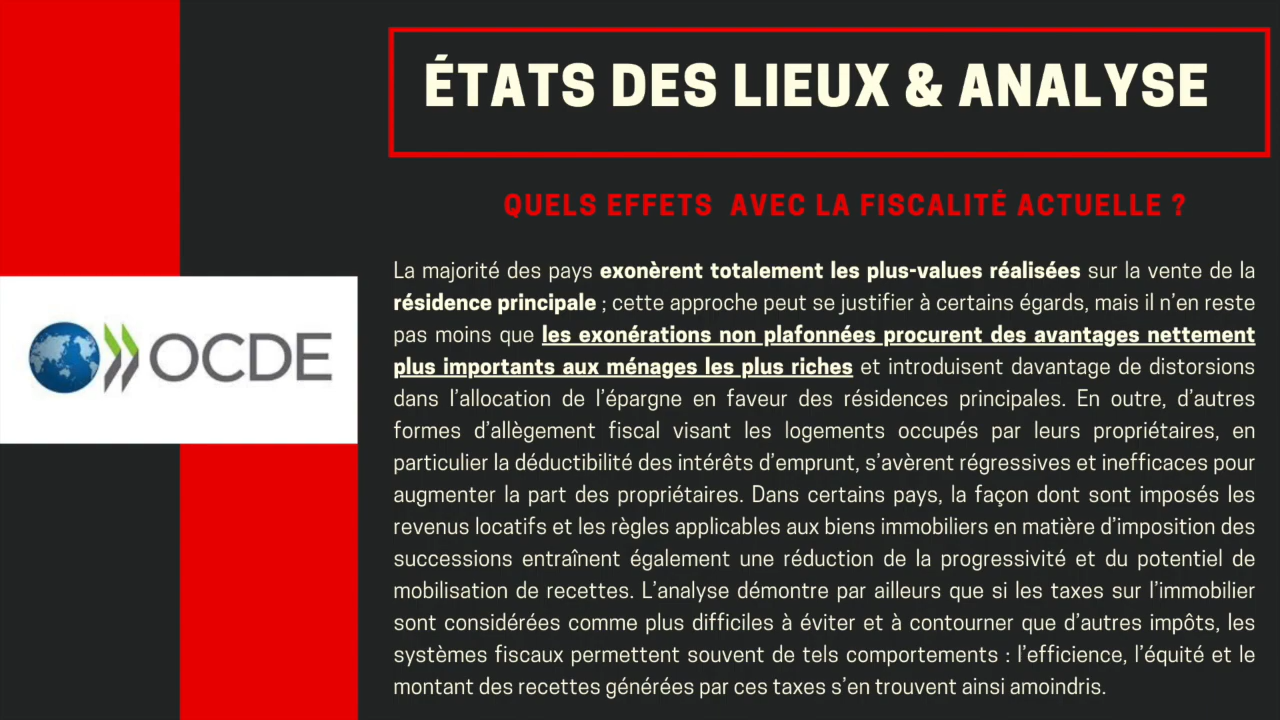 ÉTATS DES LIEUX & ANALYSE
QUELS EFFETS AVEC LA FISCALITÉ ACTUELLE ?
OCDE
La majorité des pays exonèrent totalement les plus-values réalisées sur la vente de la
résidence principale ; cette approche peut se justifier à certains égards, mais il n'en reste
pas moins que les exonérations non plafonnées procurent des avantages nettement
plus importants aux ménages les plus riches et introduisent davantage de distorsions
dans l'allocation de l'épargne en faveur des résidences principales. En outre, d'autres
formes d'allègement fiscal visant les logements occupés par leurs propriétaires, en
particulier la déductibilité des intérêts d'emprunt, s'avèrent régressives et inefficaces pour
augmenter la part des propriétaires. Dans certains pays, la façon dont sont imposés les
revenus locatifs et les règles applicables aux biens immobiliers en matière d'imposition des
successions entraînent également une réduction de la progressivité et du potentiel de
mobilisation de recettes. L'analyse démontre par ailleurs que si les taxes sur l'immobilier
sont considérées comme plus difficiles à éviter et à contourner que d'autres impôts, les
systèmes fiscaux permettent souvent de tels comportements : l'efficience, l'équité et le
montant des recettes générées par ces taxes s'en trouvent ainsi amoindris.